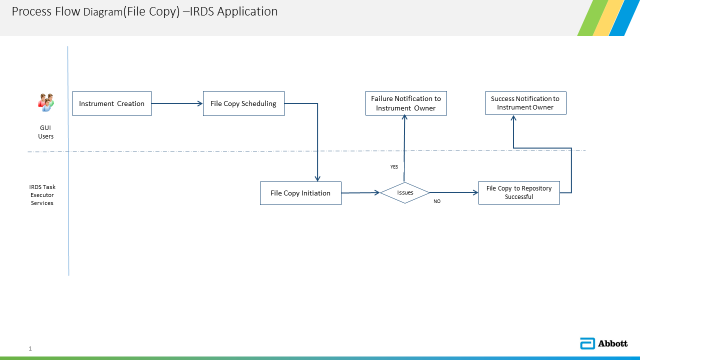 Process Flow Diagram(File Copy) –IRDS Application
Instrument Creation
File Copy Scheduling
Failure Notification to
Instrument Owner
Success Notification to
Instrument Owner
GUI
Users
YES
IRDS Task
Executor
Services
File Copy Initiation
Issues
NO
File Copy to Repository
Successful
1
Abbott